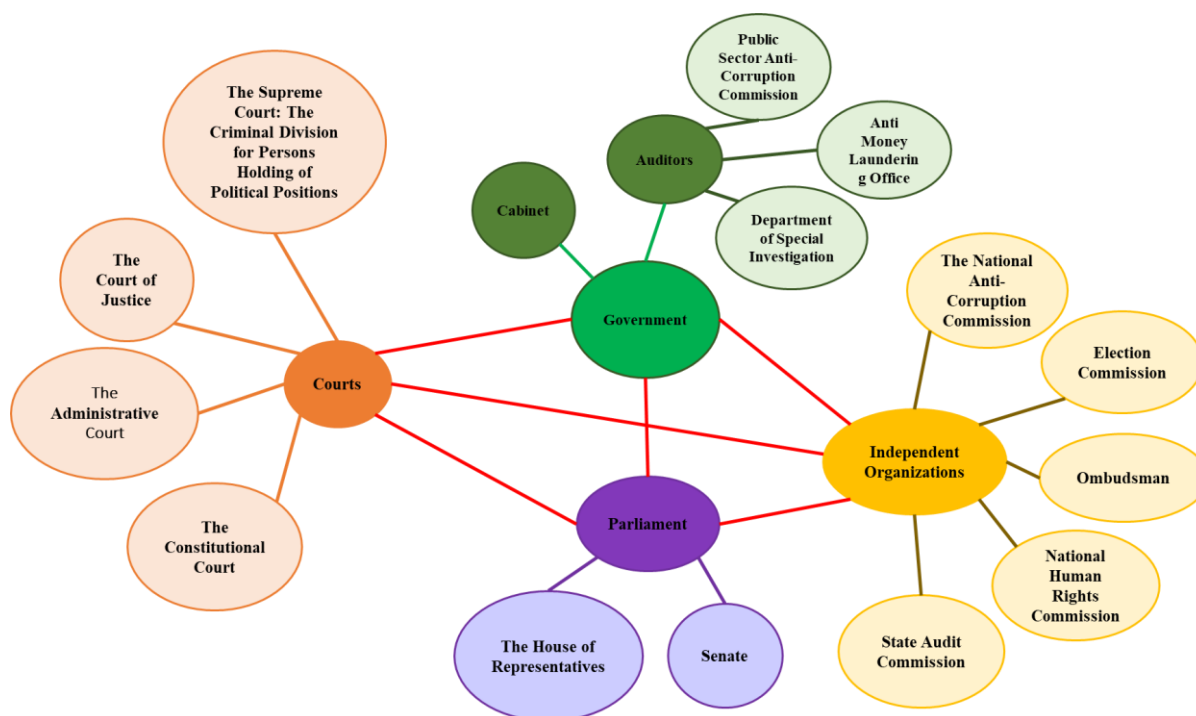 Public
Sector Anti-
Corruption
Commission
The Supreme
Court: The
Criminal Division
for Persons
Holding of
Political Positions
Anti
Money
Launderin
g Office
Auditors
Cabinet
Department
of Special
Investigation
The
Court of
Justice
The National
Anti-
Corruption
Commission
Government
Election
Commission
Courts
The
Administrative
Court
Independent
Organizations
Ombudsman
Parliament
The
Constitutional
Court
National
Human
Rights
Commission
The House of
Representatives
Senate
State Audit
Commission